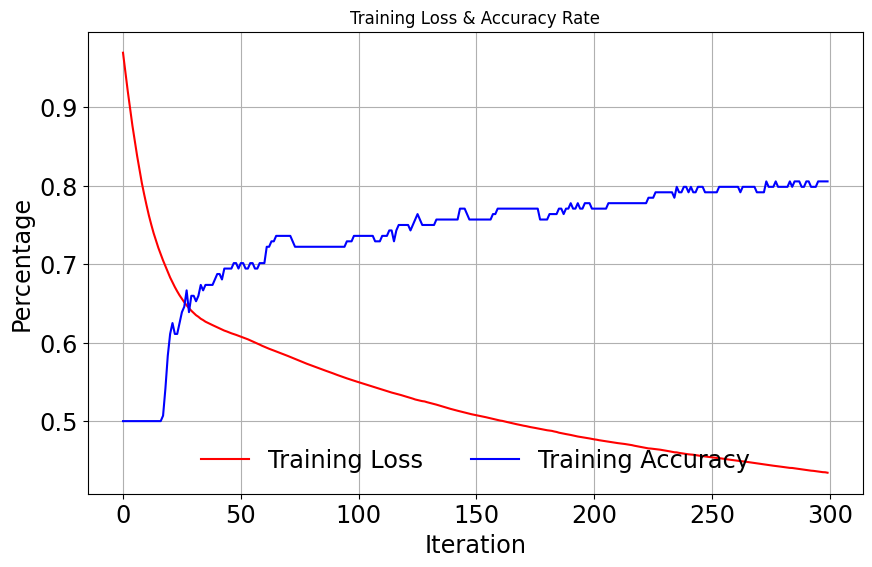 Training Loss & Accuracy Rate
Percentage
0.9
0.8
0.7
0.6
0.5
Training Loss
Training Accuracy
0 50 100 150 200 250 300
Iteration